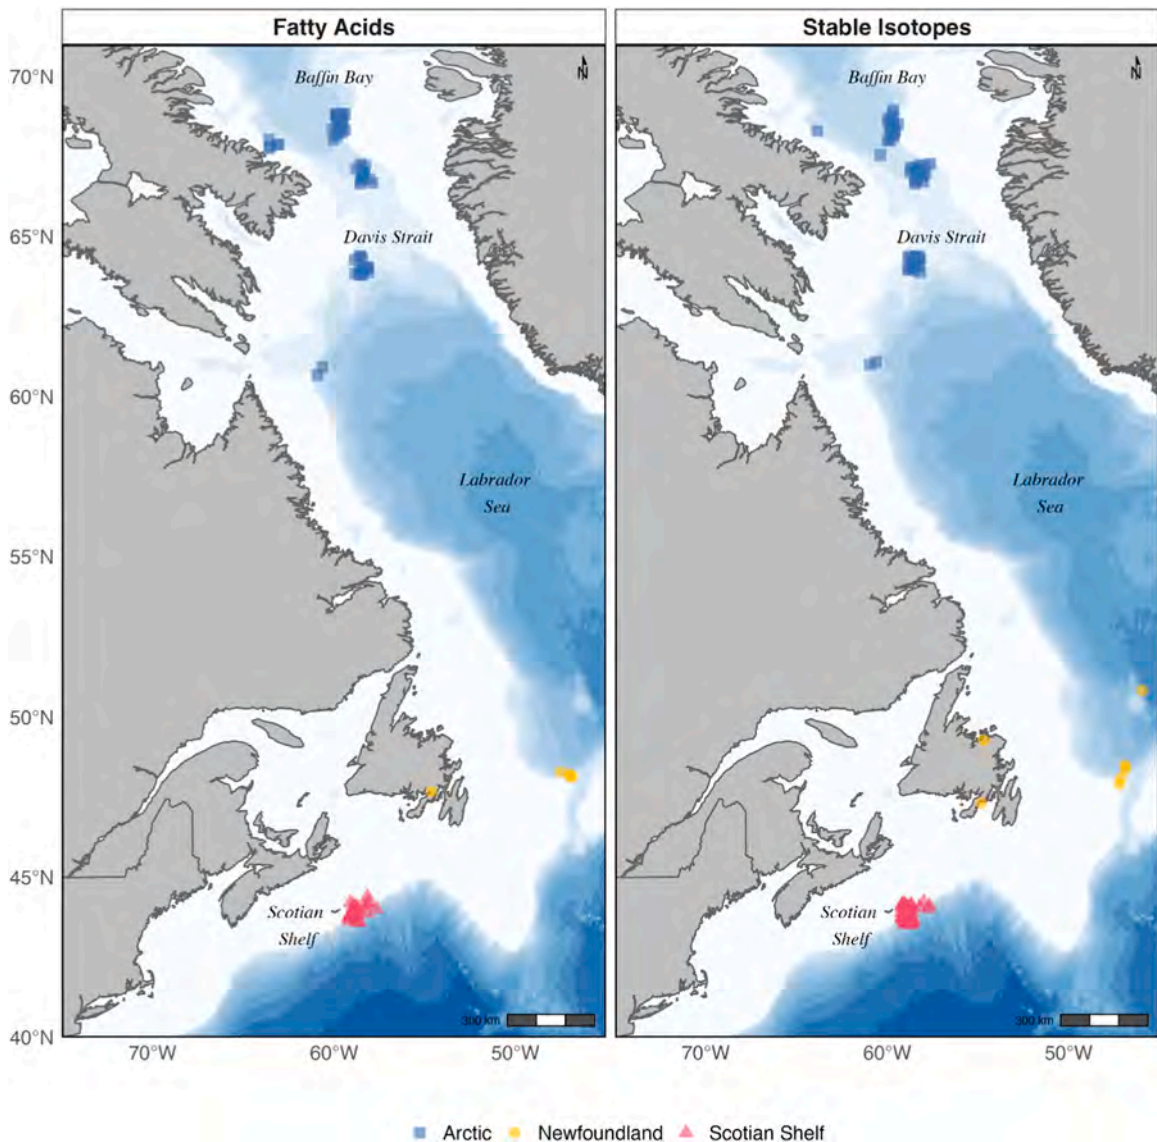 Fatty Acids
Stable Isotopes
70°N
65°N
60°N
55°N
50°N
45°N
40°N
N
Baffin Bay
Davis Strait
Labrador
Sea
Scotian
Shelf
300 km
N
Baffin Bay
Davis Strait
Labrador
Sea
Scotian
Shelf
300 km
70°W
60°W
50°W
70°W
60°W
50°W
Arctic
Newfoundland
Scotian Shelf